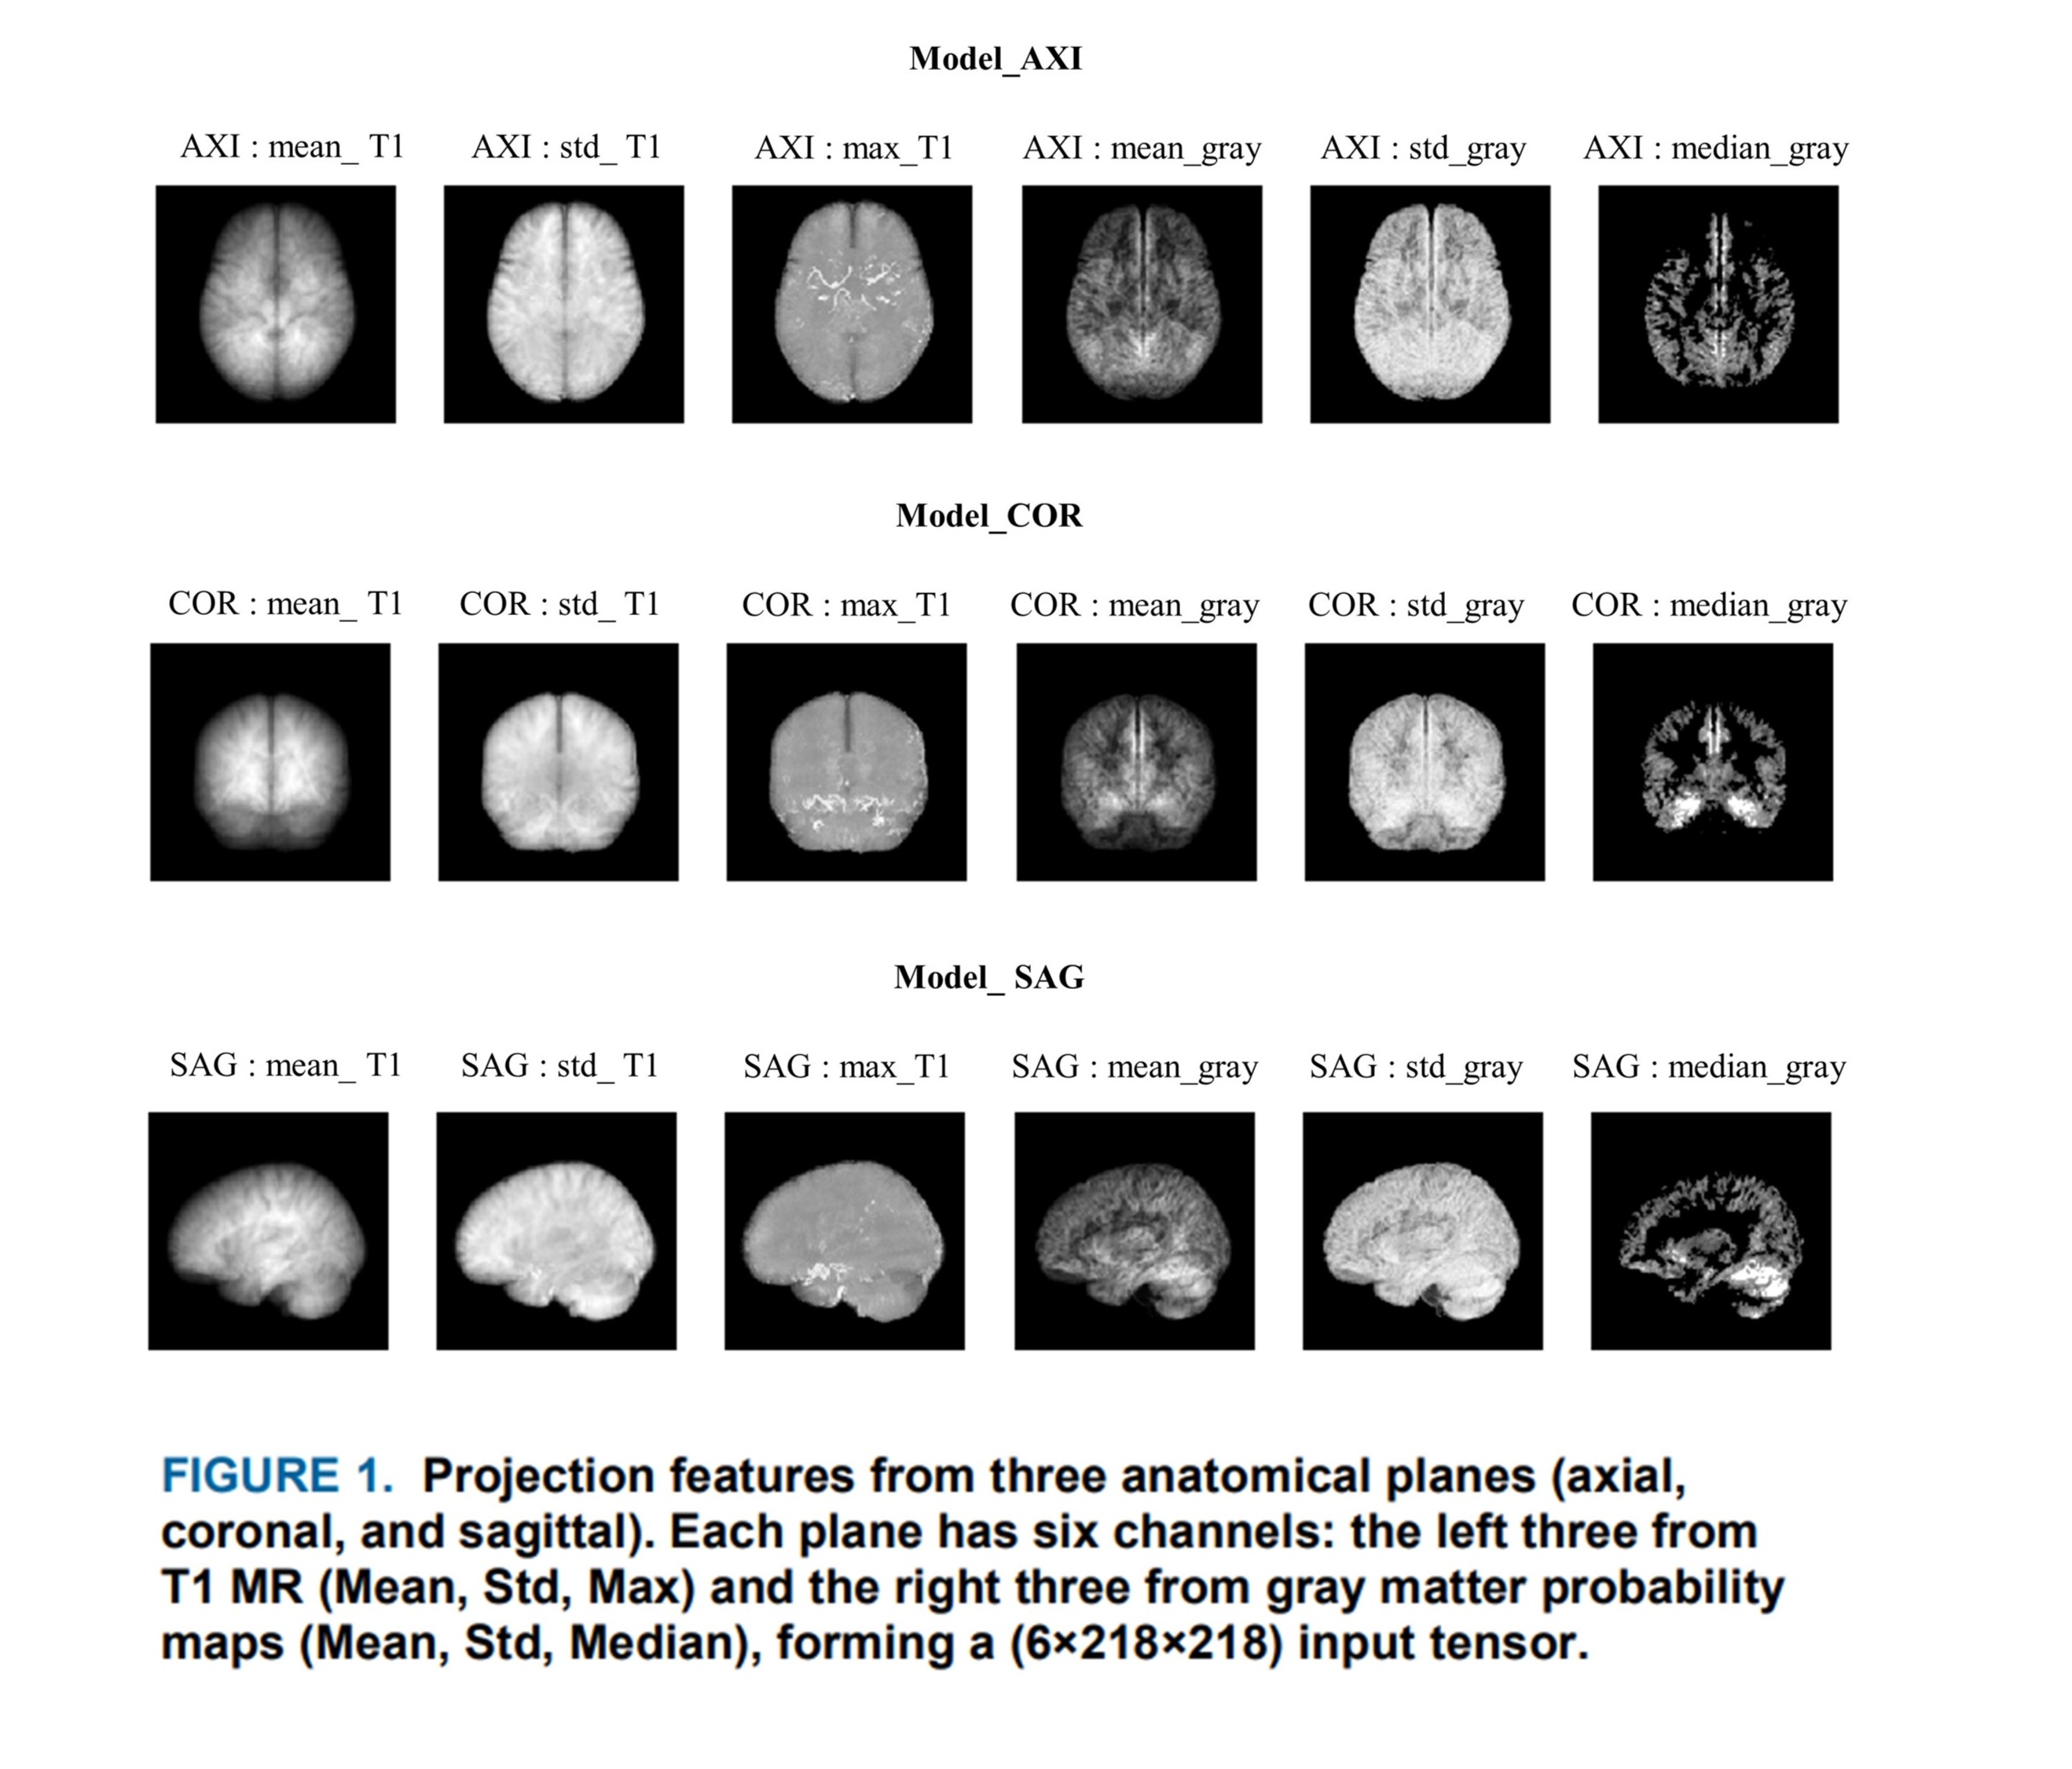 Model_AXI
AXI : mean_ T1 AXI : std_ T1 AXI : max_T1 AXI : mean_gray AXI : std_gray AXI : median_gray
Model_COR
COR : mean_ T1 COR : std_ T1 COR : max_T1 COR : mean_gray COR : std_gray COR : median_gray
Model_ SAG
SAG : mean_ T1 SAG : std_ T1 SAG : max_T1 SAG : mean_gray SAG : std_gray SAG : median_gray
FIGURE 1. Projection features from three anatomical planes (axial,
coronal, and sagittal). Each plane has six channels: the left three from
T1 MR (Mean, Std, Max) and the right three from gray matter probability
maps (Mean, Std, Median), forming a (6×218×218) input tensor.